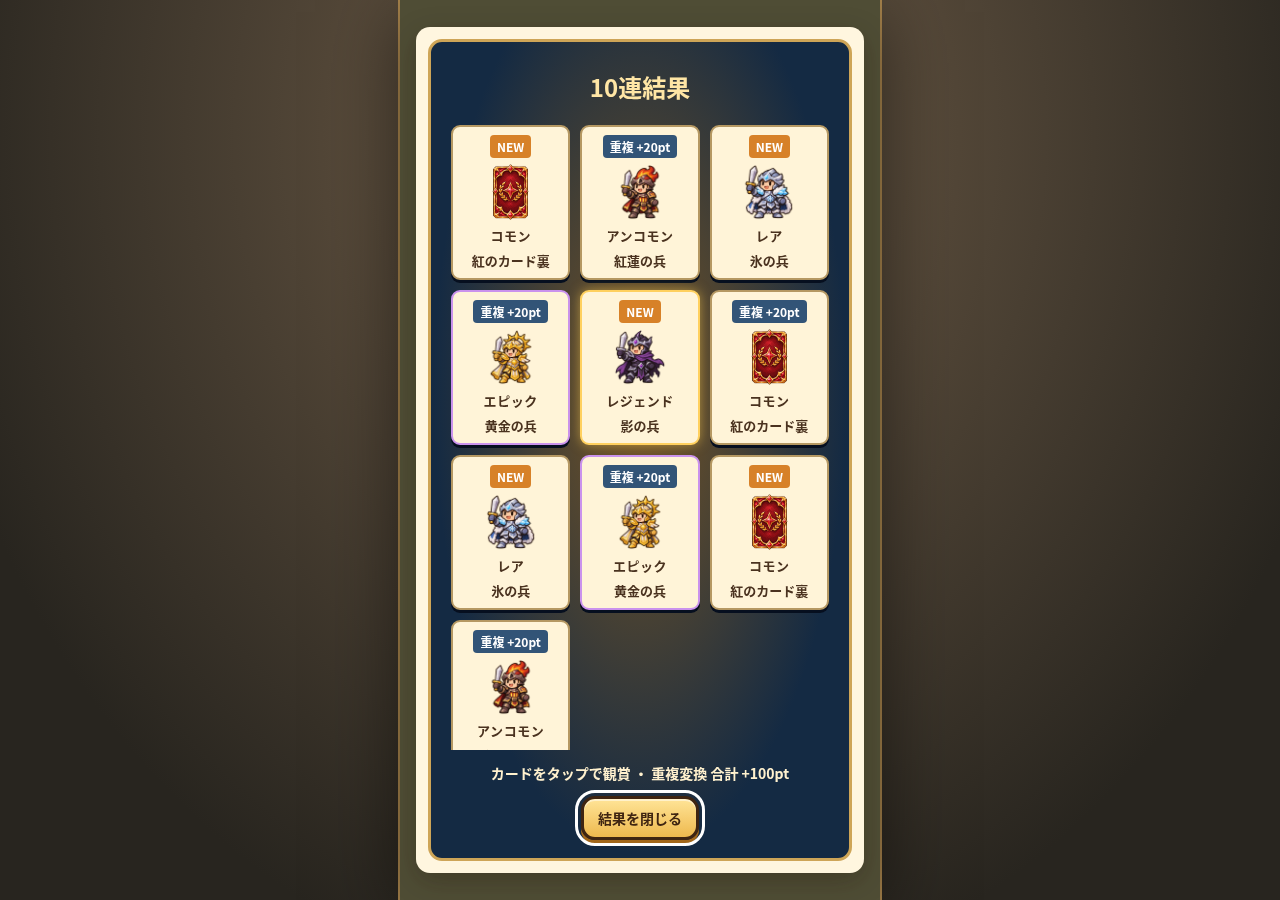 10連結果
NEW
コモン
紅のカード裏
重複 +20pt
アンコモン
紅蓮の兵
NEW
レア
氷の兵
重複 +20pt
エピック
黄金の兵
NEW
レジェンド
影の兵
重複 +20pt
コモン
紅のカード裏
NEW
レア
氷の兵
重複 +20pt
エピック
黄金の兵
NEW
コモン
紅のカード裏
重複 +20pt
アンコモン
カードをタップで観賞 ・ 重複変換 合計 +100pt
結果を閉じる